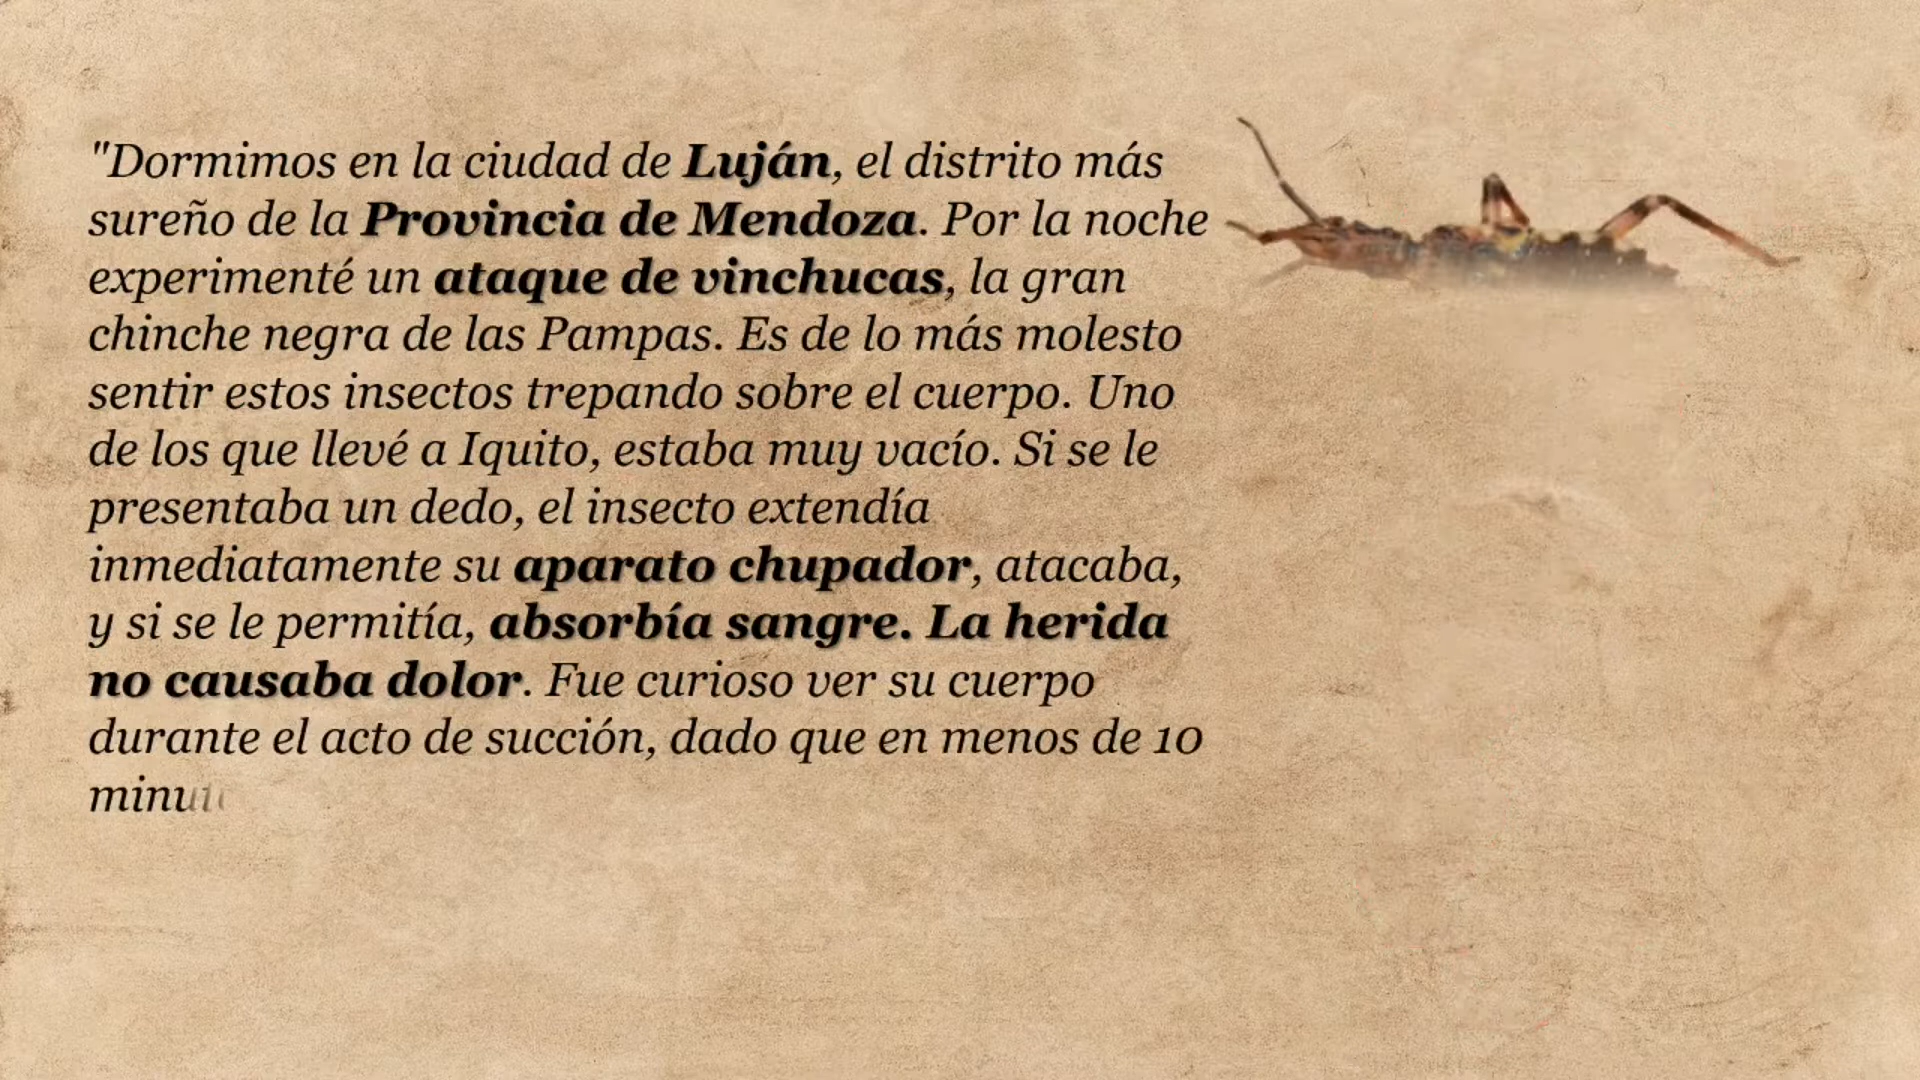 "Dormimos en la ciudad de Luján, el distrito más
sureño de la Provincia de Mendoza. Por la noche
experimenté un ataque de vinchucas, la gran
chinche negra de las Pampas. Es de lo más molesto
sentir estos insectos trepando sobre el cuerpo. Uno
de los que llevé a Iquito, estaba muy vacío. Si se le
presentaba un dedo, el insecto extendía
inmediatamente su aparato chupador, atacaba,
y si se le permitía, absorbía sangre. La herida
no causaba dolor. Fue curioso ver su cuerpo
durante el acto de succión, dado que en menos de 10